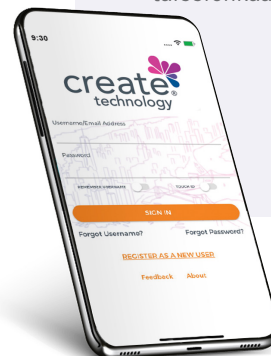 9:30
create®
technology
Username/Email Address
Password
REMEMBER USERNAME TOUCH ID
SIGN IN
Forgot Username? Forgot Password?
REGISTER AS A NEW USER
Feedback About